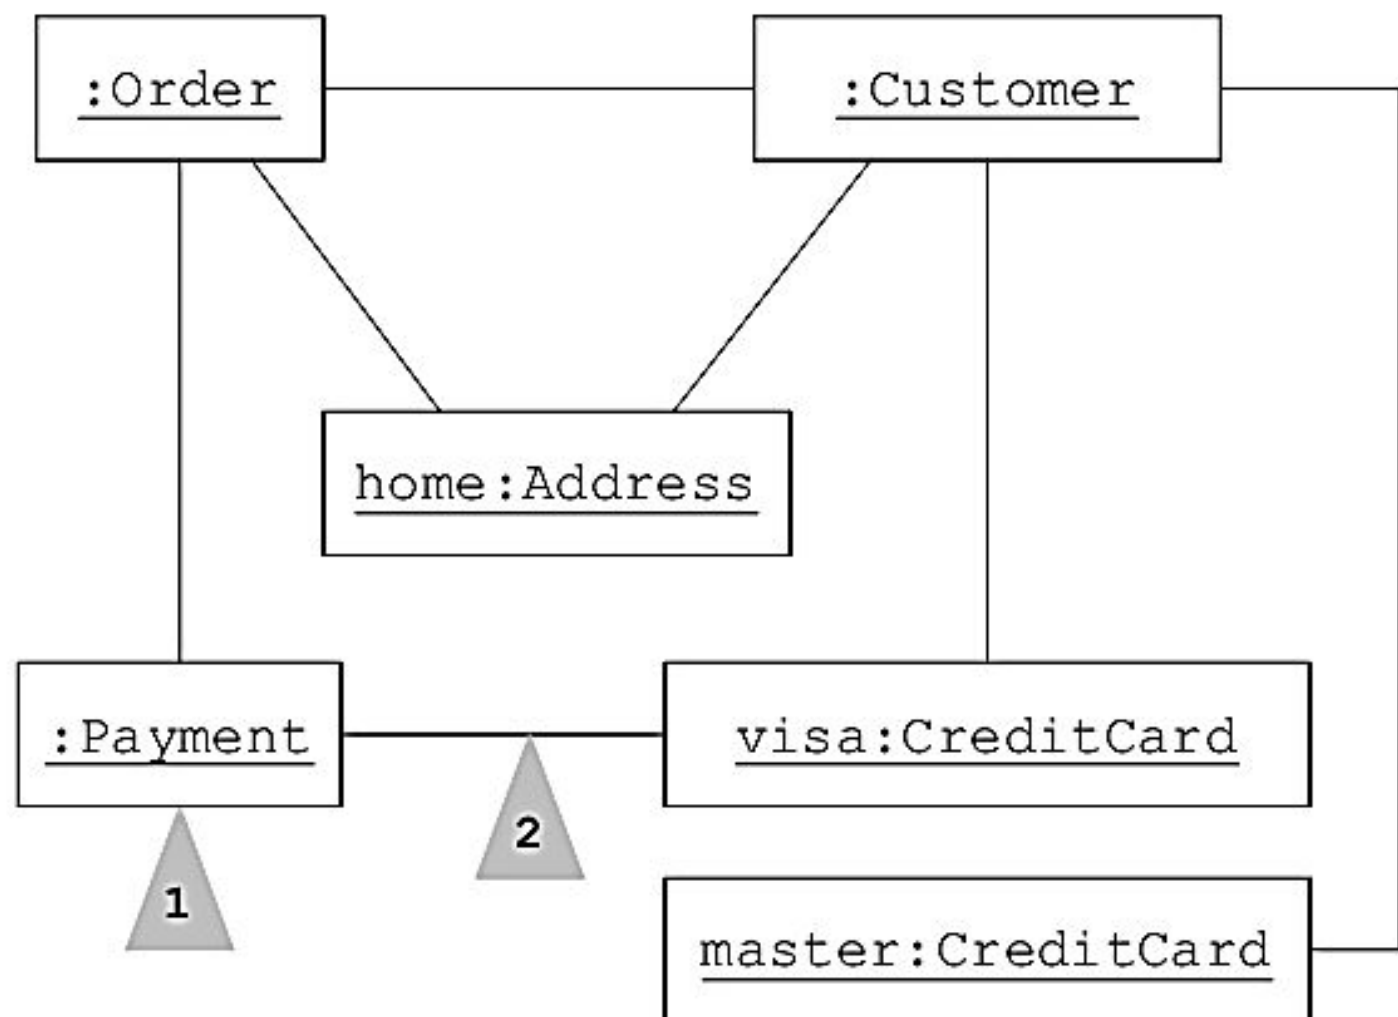 :Order
:Customer
home:Address
:Payment
visa:CreditCard
2
1
master:CreditCard